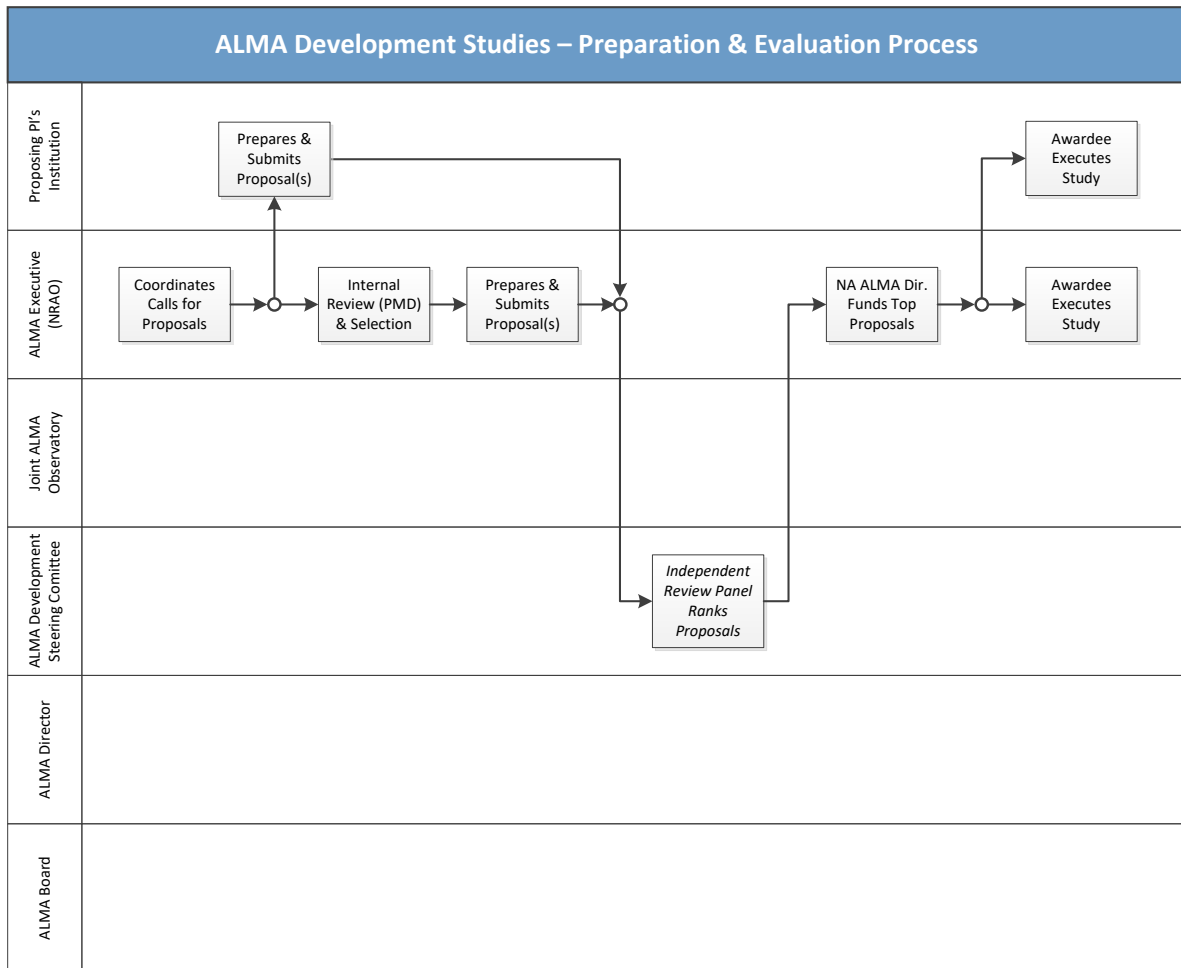 ALMA Development Studies – Preparation & Evaluation Process
Proposing PI's
Institution
Prepares &
Submits
Proposal(s)
Awardee
Executes
Study
ALMA Executive
(NRAO)
Coordinates
Calls for
Proposals
Internal
Review (PMD)
& Selection
Prepares &
Submits
Proposal(s)
NA ALMA Dir.
Funds Top
Proposals
Awardee
Executes
Study
Joint ALMA
Observatory
ALMA Development
Steering Comittee
Independent
Review Panel
Ranks
Proposals
ALMA Director
ALMA Board